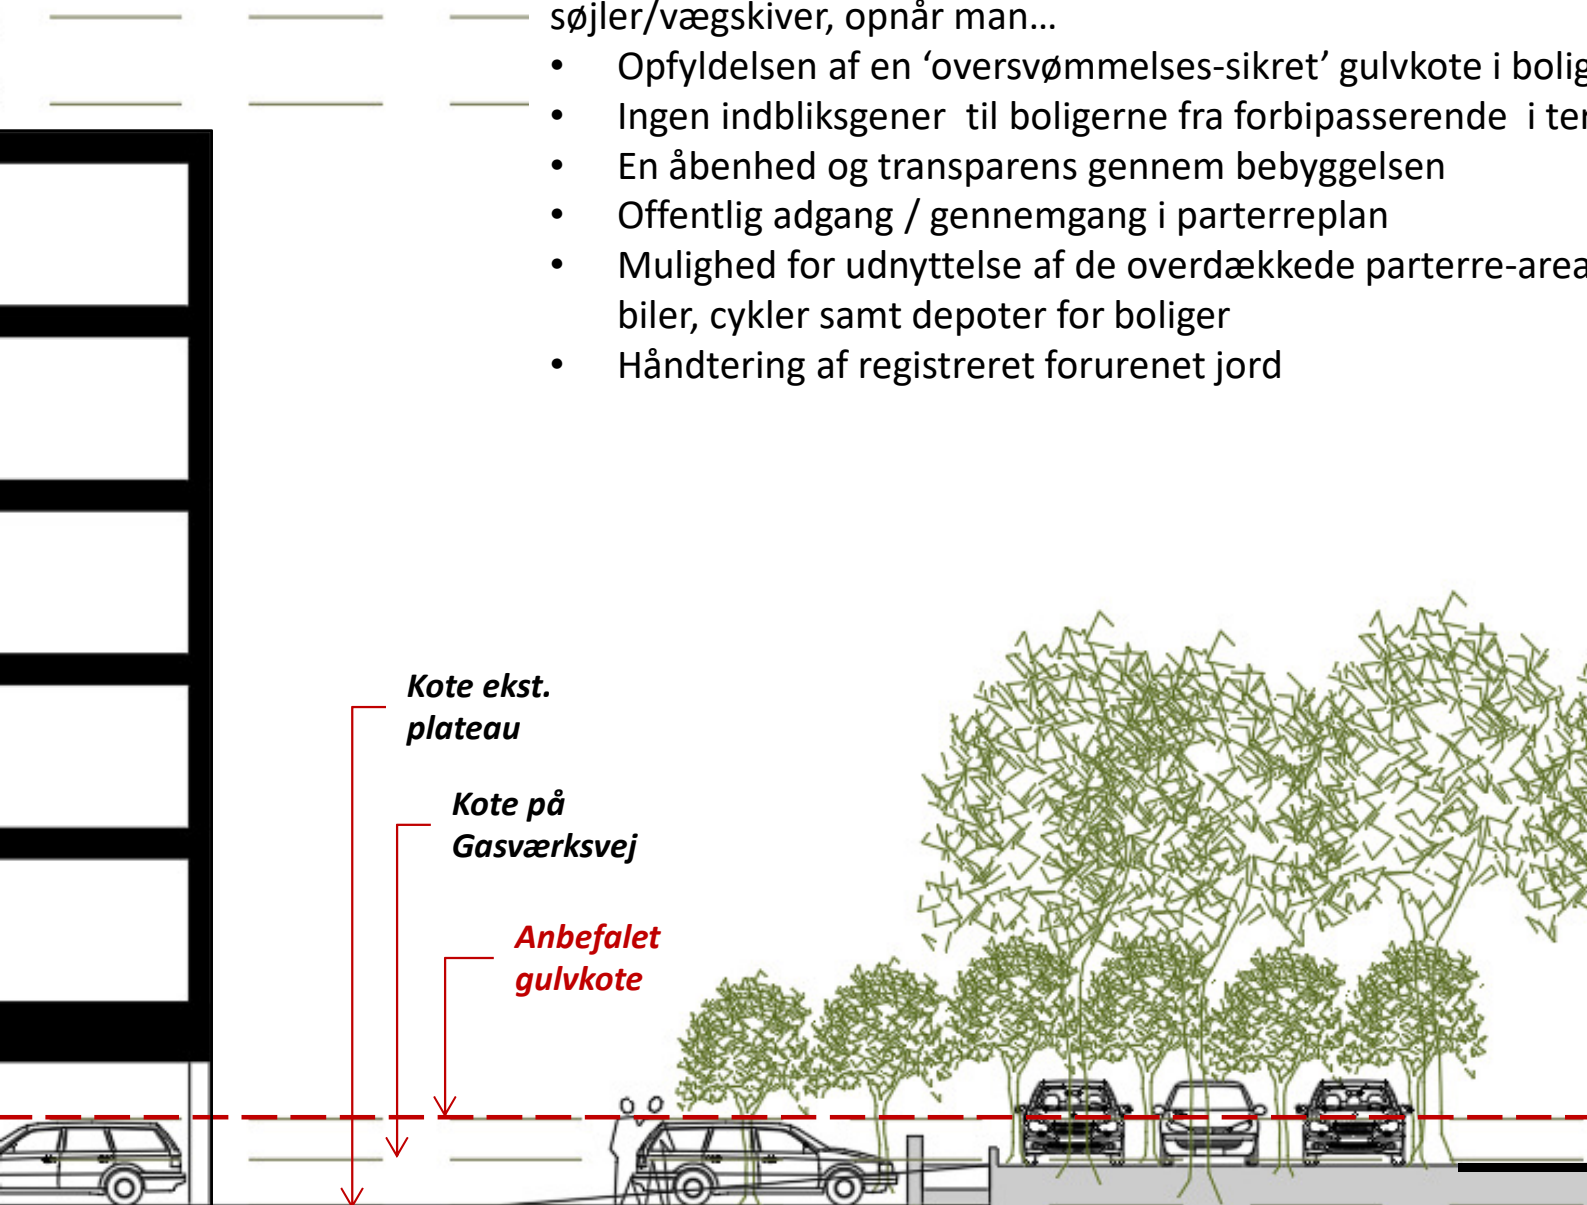 søjler/vægskiver, opnår man…
• Opfyldelsen af en ‘oversvømmelses-sikret’ gulvkote i bolig
• Ingen indbliksgener til boligerne fra forbipasserende i ter
• En åbenhed og transparens gennem bebyggelsen
• Offentlig adgang / gennemgang i parterreplan
• Mulighed for udnyttelse af de overdækkede parterre-area
biler, cykler samt depoter for boliger
• Håndtering af registreret forurenet jord
Kote ekst.
plateau
Kote på
Gasværksvej
Anbefalet
gulvkote